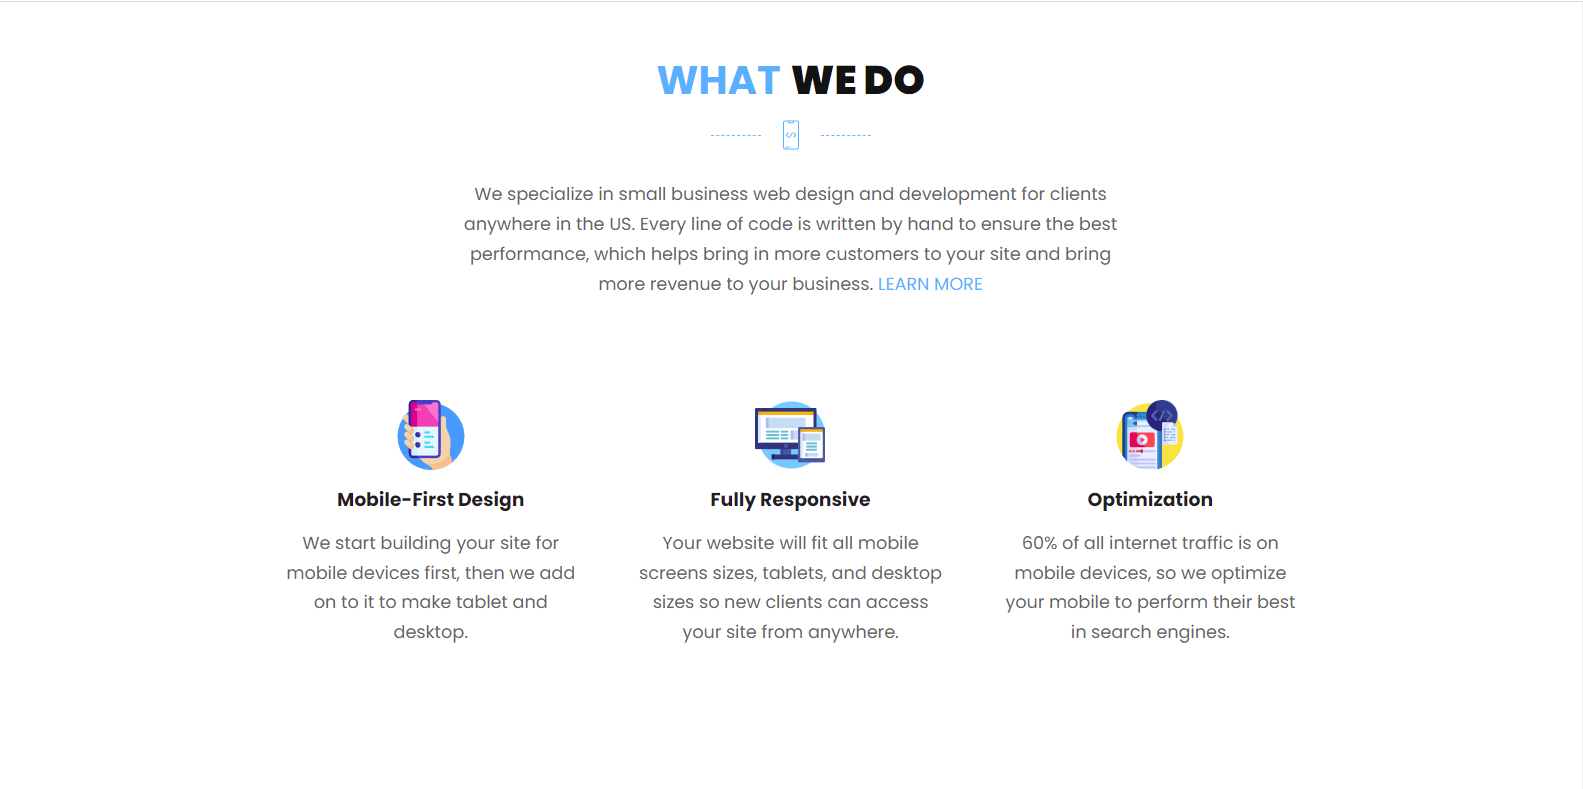 WHAT WE DO
We specialize in small business web design and development for clients
anywhere in the US. Every line of code is written by hand to ensure the best
performance, which helps bring in more customers to your site and bring
more revenue to your business. LEARN MORE
Mobile-First Design
We start building your site for
mobile devices first, then we add
on to it to make tablet and
desktop.
Fully Responsive
Your website will fit all mobile
screens sizes, tablets, and desktop
sizes so new clients can access
your site from anywhere.
Optimization
60% of all internet traffic is on
mobile devices, so we optimize
your mobile to perform their best
in search engines.